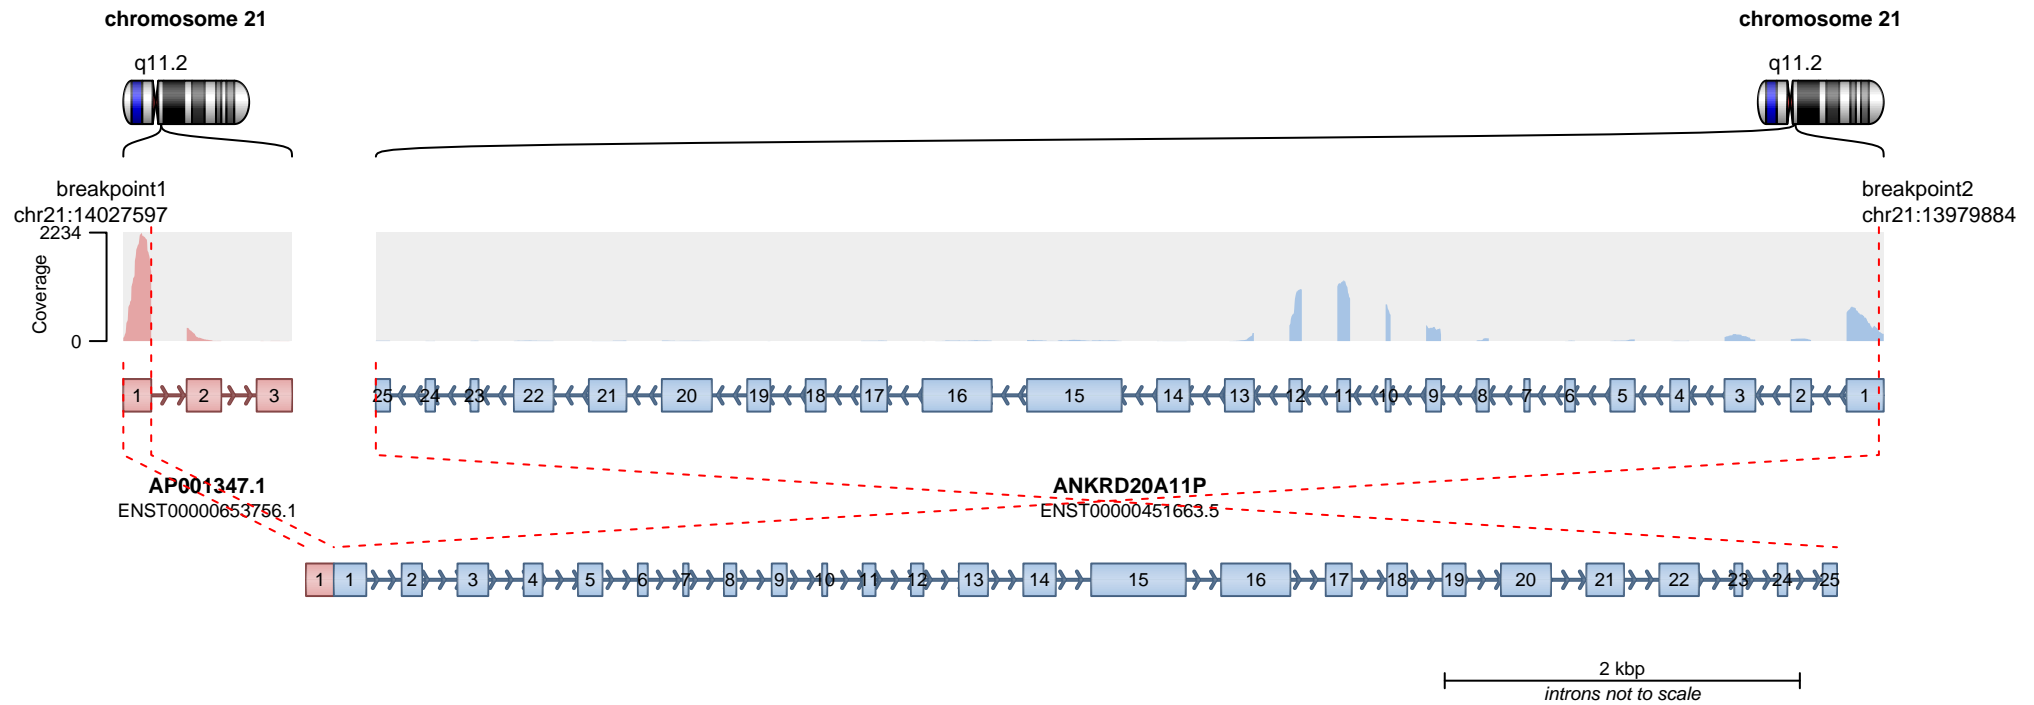 chromosome 21
chromosome 21
q11.2
q11.2
breakpoint1
chr21:14027597
breakpoint2
chr21:13979884
Coverage
2234
0
1 2 3
25 24 23 22 21 20 19 18 17 16 15 14 13 12 11 10 9 8 7 6 5 4 3 2 1
AP001347.1
ENST00000653756.1
ANKRD20A11P
ENST00000451663.5
1 1 2 3 4 5 6 7 8 9 10 11 12 13 14 15 16 17 18 19 20 21 22 23 24 25
2 kbp
introns not to scale